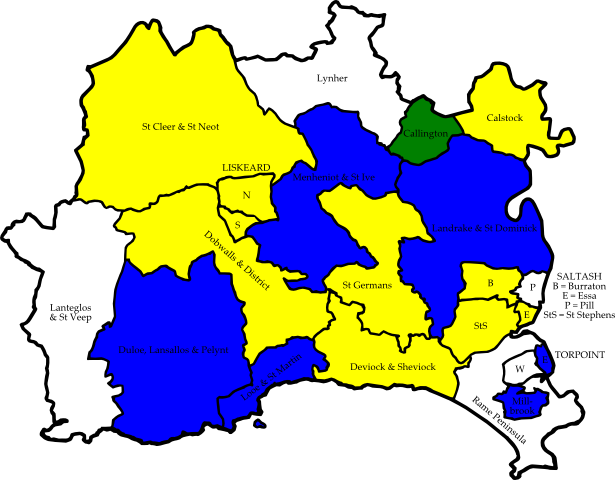 Lynher
St Cleer & St Neot
Callington
Calstock
LISKEARD
N
S
Menheniot & St Ive
Landrake & St Dominick
Dobwalls & District
St Germans
Lanteglos
& St Veep
Duloe, Lansallos & Pelynt
Looe & St Martin
Deviock & Sheviock
B
P
E
StS
SALTASH
B = Burraton
E = Essa
P = Pill
StS = St Stephens
TORPOINT
W
Mill-
brook
Rame Peninsula